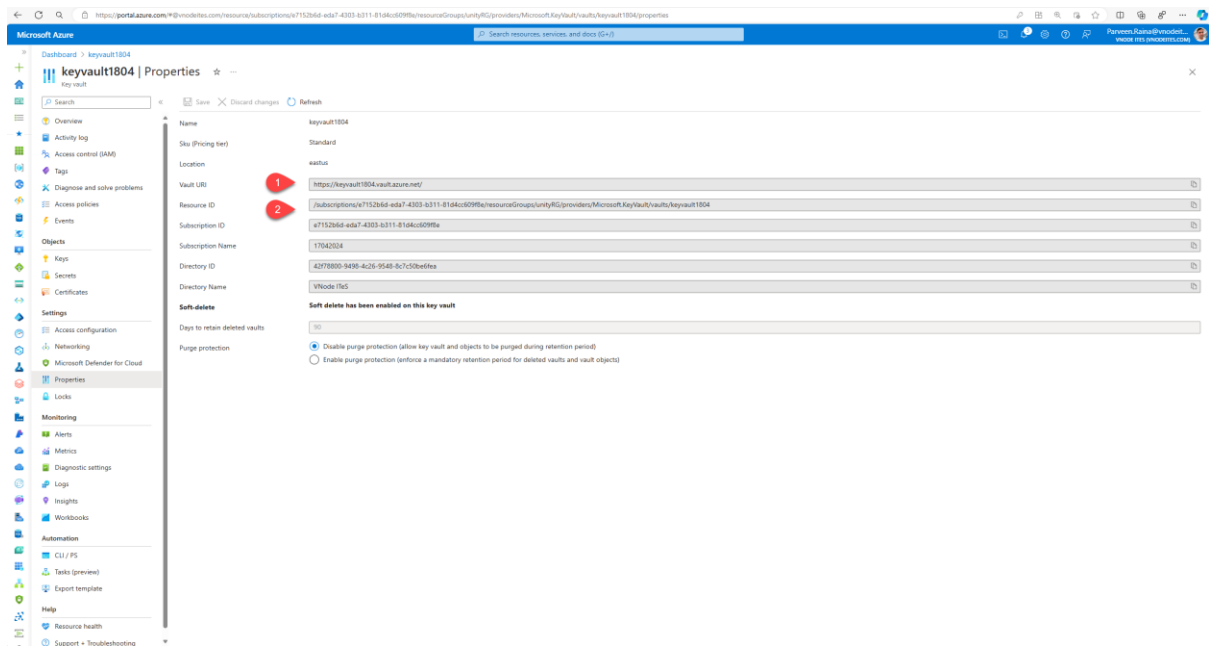 https://portal.azure.com/#@vnodeites.com/resource/subscriptions/e7152b6d-eda7-4303-b311-81d4cc609f8e/resourceGroups/unityRG/providers/Microsoft.KeyVault/vaults/keyvault1804/properties
Microsoft Azure
Search resources, services, and docs (G+/)
Parveen.Raina@vnodeit...
VNODE ITES (VNODEITES.COM)
Dashboard > keyvault1804
keyvault1804 | Properties
Key vault
Search
Save
Discard changes
Refresh
Overview
Activity log
Access control (IAM)
Tags
Diagnose and solve problems
Access policies
Events
Objects
Keys
Secrets
Certificates
Settings
Access configuration
Networking
Microsoft Defender for Cloud
Properties
Locks
Monitoring
Alerts
Metrics
Diagnostic settings
Logs
Insights
Workbooks
Automation
CLI / PS
Tasks (preview)
Export template
Help
Resource health
Support + Troubleshooting
Name keyvault1804
Sku (Pricing tier) Standard
Location eastus
Vault URI 1 https://keyvault1804.vault.azure.net/
Resource ID 2 /subscriptions/e7152b6d-eda7-4303-b311-81d4cc609f8e/resourceGroups/unityRG/providers/Microsoft.KeyVault/vaults/keyvault1804
Subscription ID e7152b6d-eda7-4303-b311-81d4cc609f8e
Subscription Name 17042024
Directory ID 42f78800-9498-4c26-9548-8c7c50be6fea
Directory Name VNode ITeS
Soft-delete Soft delete has been enabled on this key vault
Days to retain deleted vaults 90
Purge protection Disable purge protection (allow key vault and objects to be purged during retention period)
Enable purge protection (enforce a mandatory retention period for deleted vaults and vault objects)